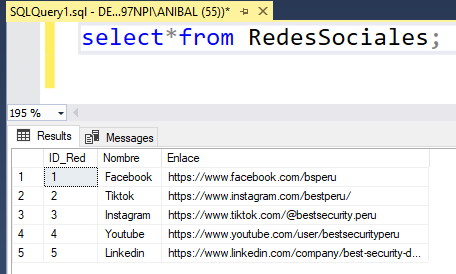 SQLQuery1.sql - DE...97NPI\ANIBAL (55))*
select*from RedesSociales;
195 %
Results Messages
ID_Red Nombre Enlace
1 1 Facebook https://www.facebook.com/bsperu
2 2 Tiktok https://www.instagram.com/bestperu/
3 3 Instagram https://www.tiktok.com/@bestsecurity.peru
4 4 Youtube https://www.youtube.com/user/bestsecurityperu
5 5 Linkedin https://www.linkedin.com/company/best-security-d...